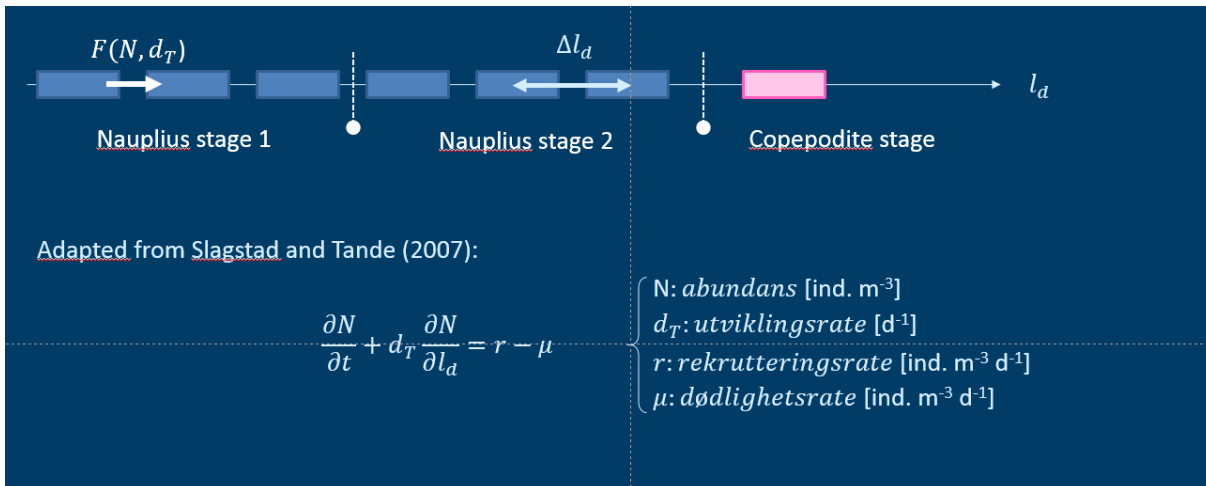 F(N, d_T)
Δl_d
l_d
Nauplius stage 1
Nauplius stage 2
Copepodite stage
Adapted from Slagstad and Tande (2007):
∂N/∂t + d_T ∂N/∂l_d = r − μ
N: abundans [ind. m⁻³]
d_T: utviklingsrate [d⁻¹]
r: rekrutteringsrate [ind. m⁻³ d⁻¹]
μ: dødlighetsrate [ind. m⁻³ d⁻¹]